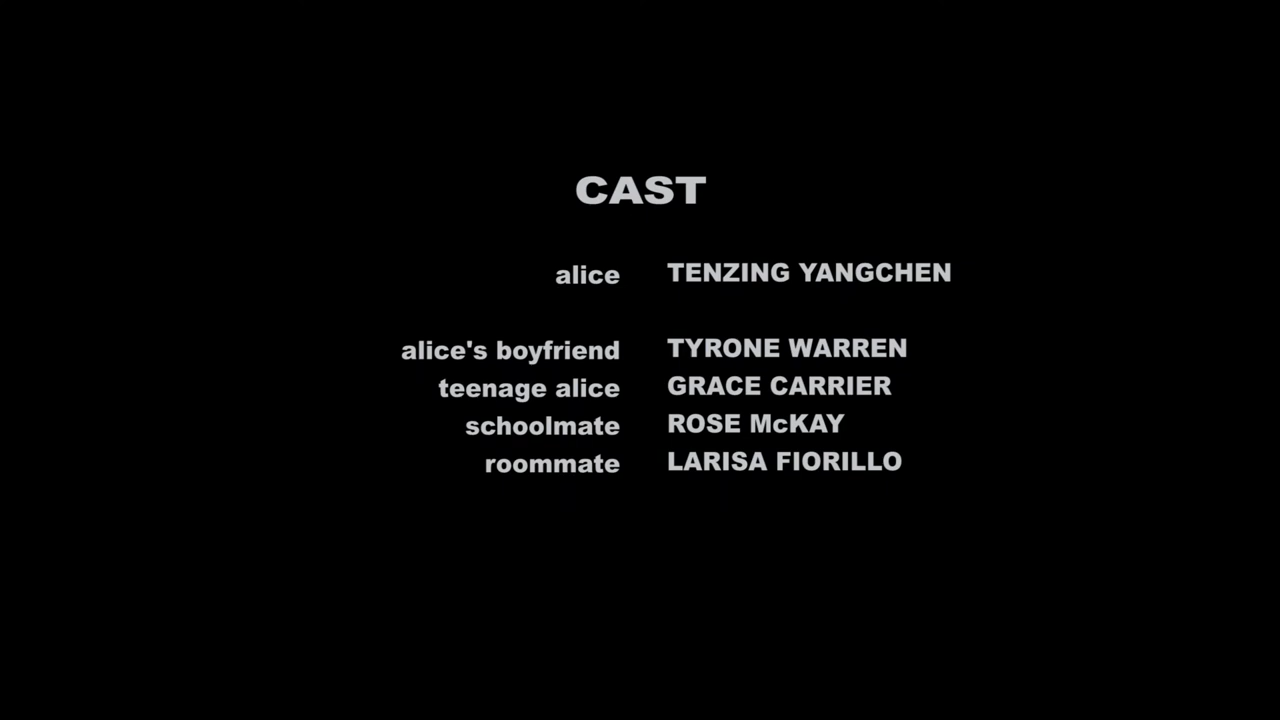 CAST
alice TENZING YANGCHEN
alice's boyfriend TYRONE WARREN
teenage alice GRACE CARRIER
schoolmate ROSE McKAY
roommate LARISA FIORILLO